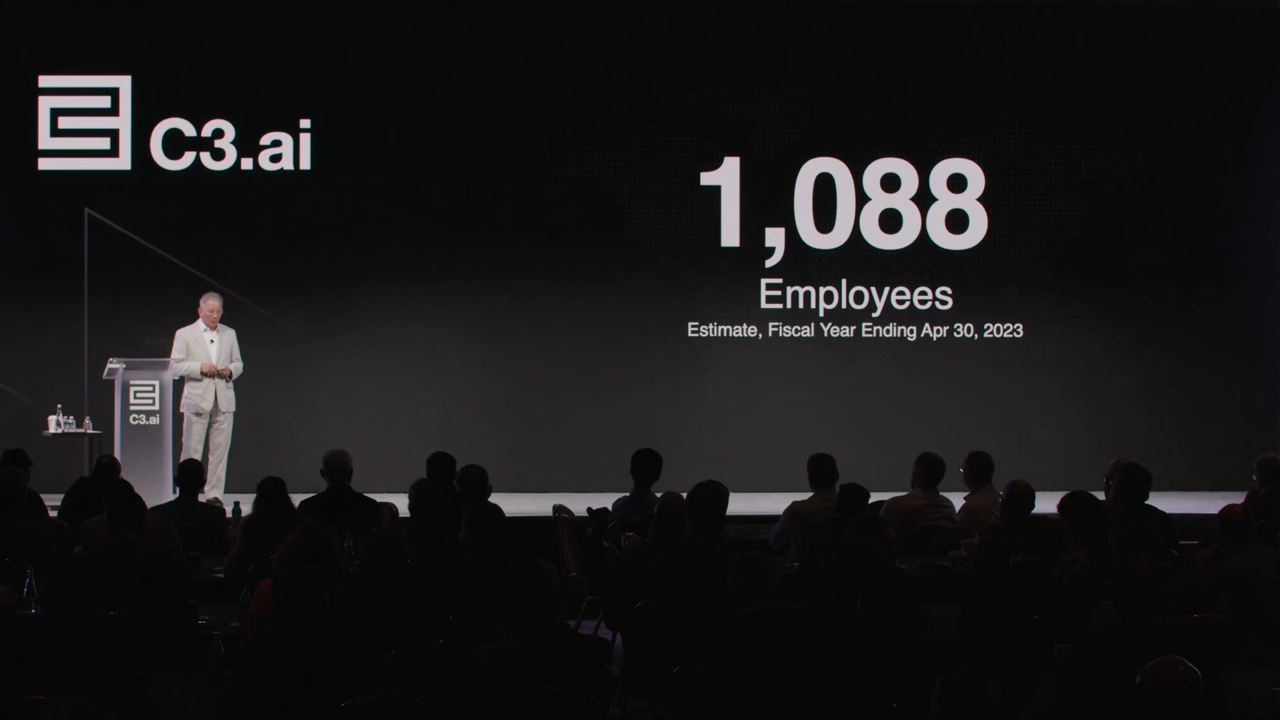 C3.ai
1,088
Employees
Estimate, Fiscal Year Ending Apr 30, 2023
C3.ai